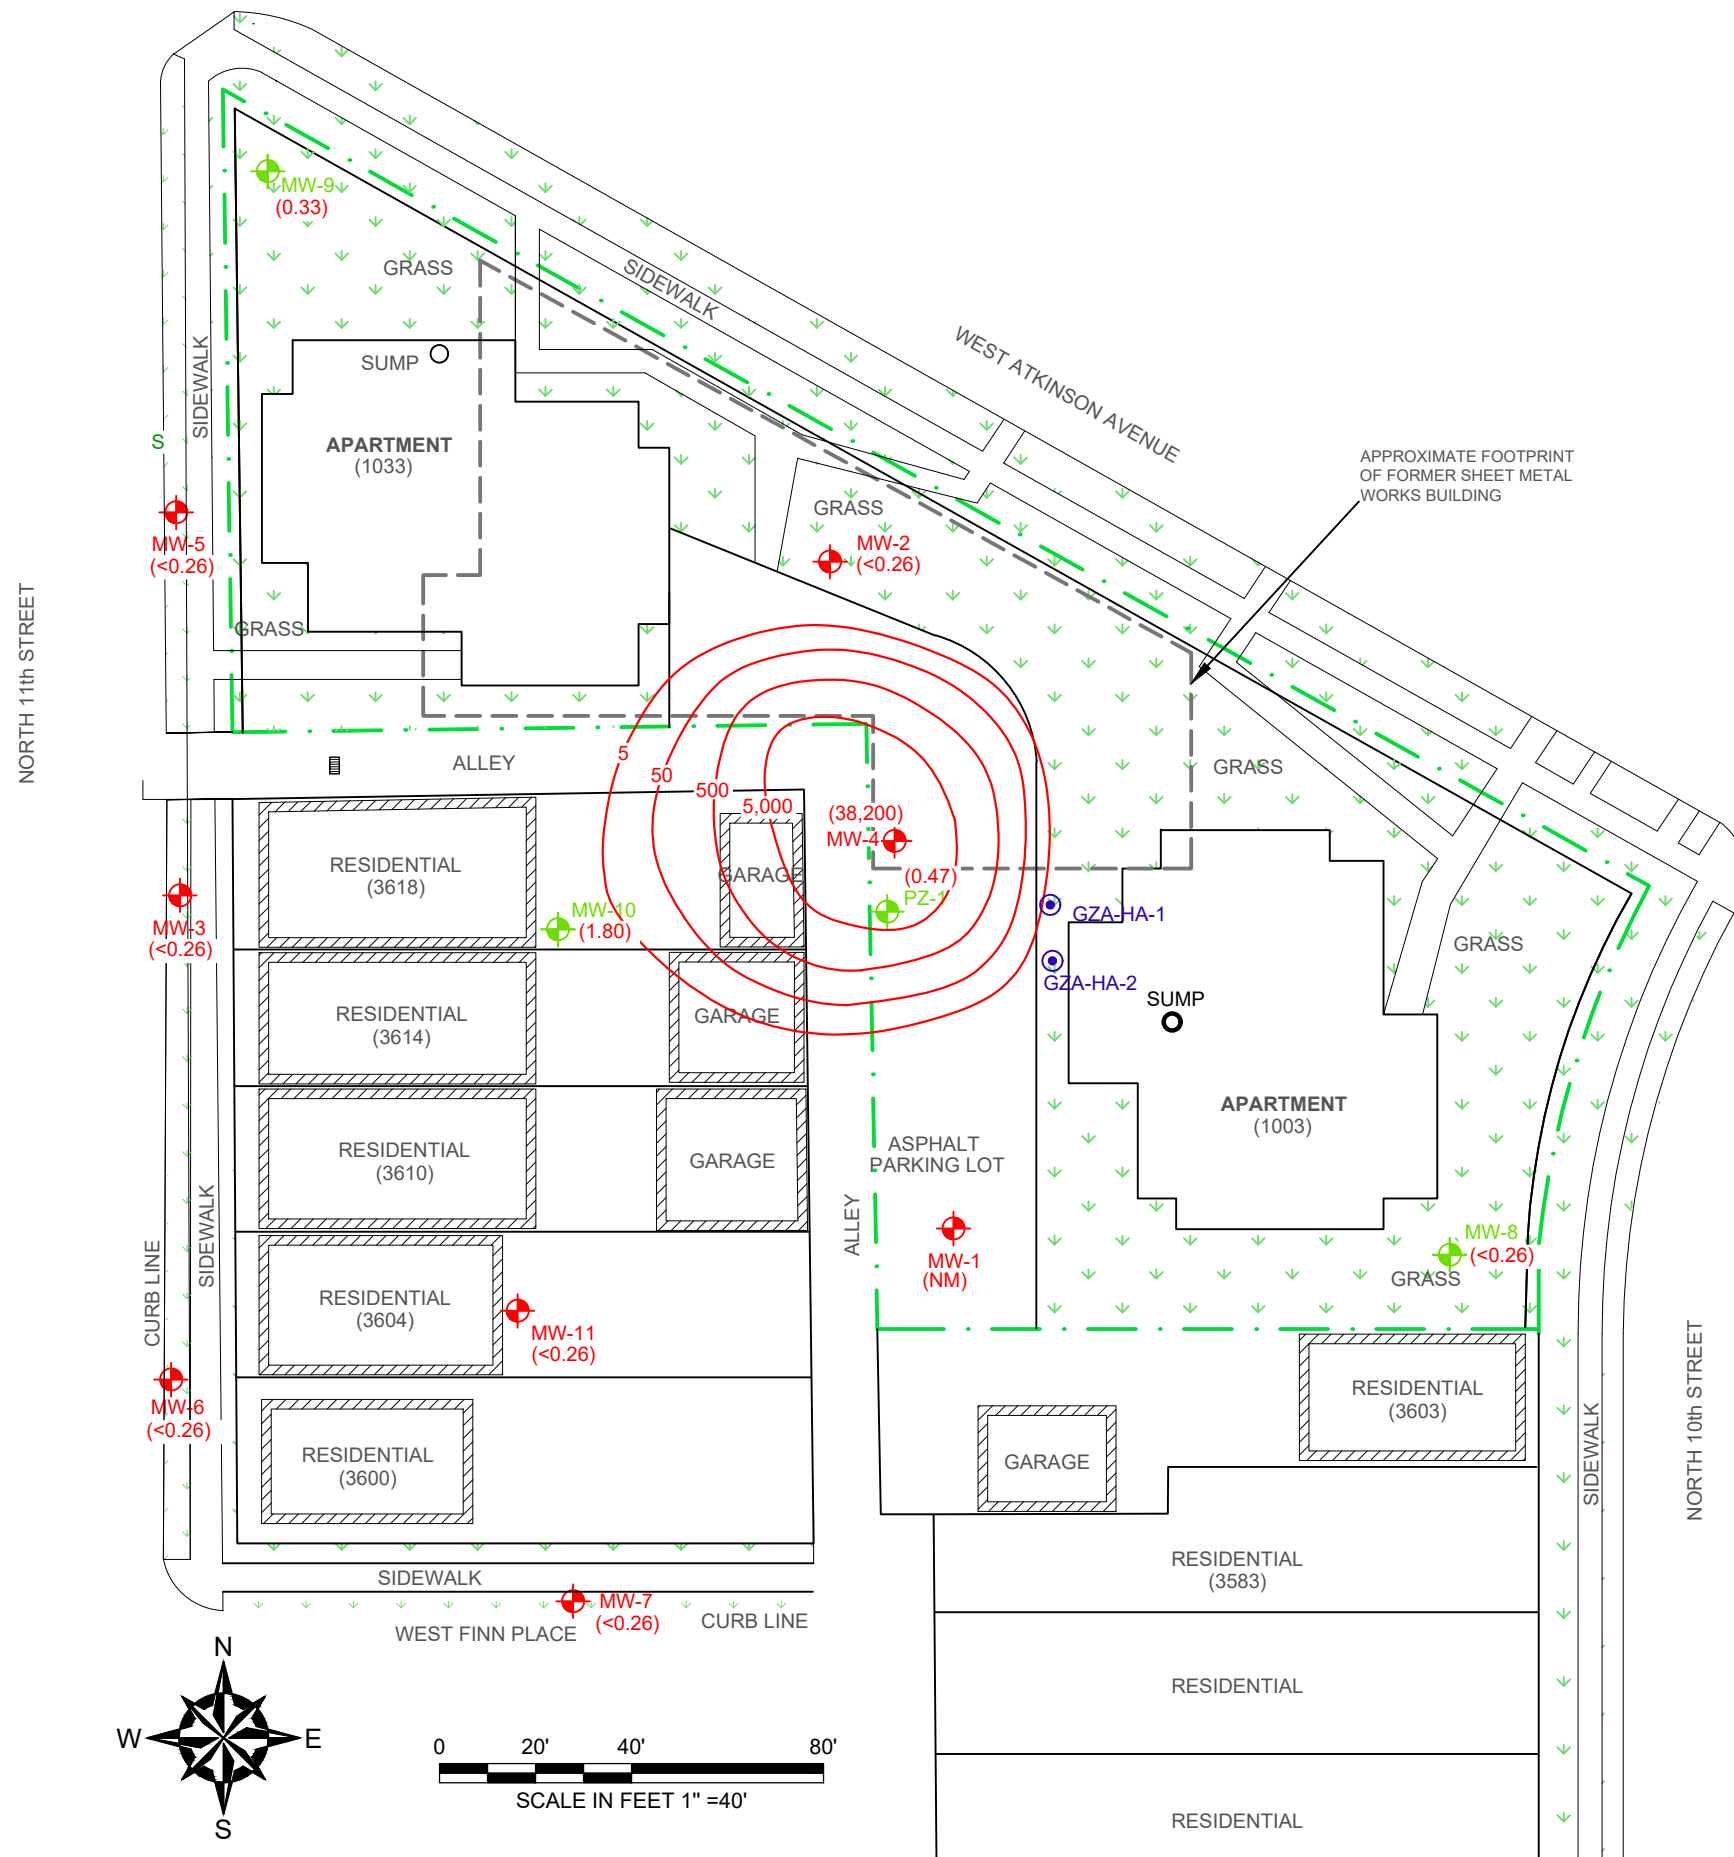 MW-9
(0.33)
GRASS
SIDEWALK
SIDEWALK
SUMP
WEST ATKINSON AVENUE
APARTMENT
(1033)
S
APPROXIMATE FOOTPRINT
OF FORMER SHEET METAL
WORKS BUILDING
GRASS
MW-5
(<0.26)
MW-2
(<0.26)
GRASS
NORTH 11th STREET
ALLEY
5
50
500
5,000
(38,200)
MW-4
GRASS
RESIDENTIAL
(3618)
GARAGE
(0.47)
PZ-1
MW-3
(<0.26)
MW-10
(1.80)
GZA-HA-1
GRASS
GZA-HA-2
SUMP
RESIDENTIAL
(3614)
GARAGE
APARTMENT
(1003)
RESIDENTIAL
(3610)
GARAGE
ASPHALT
PARKING LOT
ALLEY
SIDEWALK
CURB LINE
MW-1
(NM)
MW-8
(<0.26)
GRASS
RESIDENTIAL
(3604)
MW-11
(<0.26)
MW-6
(<0.26)
RESIDENTIAL
(3600)
GARAGE
RESIDENTIAL
(3603)
SIDEWALK
NORTH 10th STREET
SIDEWALK
MW-7
(<0.26)
WEST FINN PLACE
CURB LINE
RESIDENTIAL
(3583)
RESIDENTIAL
RESIDENTIAL
N
W
E
S
0 20' 40' 80'
SCALE IN FEET 1" =40'